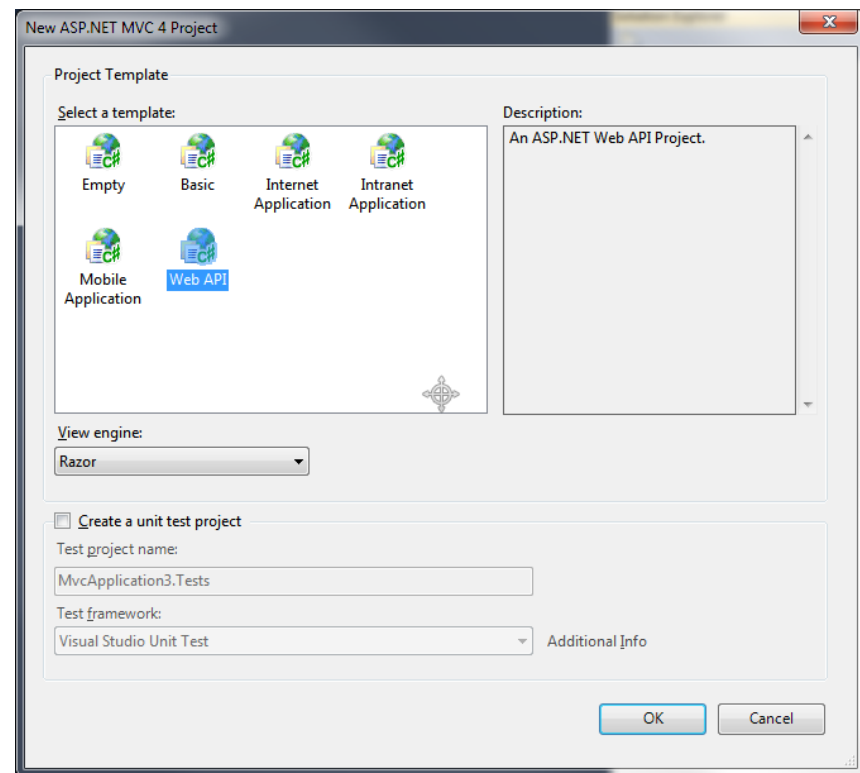 New ASP.NET MVC 4 Project
Project Template
Select a template:
Description:
An ASP.NET Web API Project.
C#
C#
C#
C#
Empty
Basic
Internet
Application
Intranet
Application
C#
C#
Mobile
Application
Web API
View engine:
Razor
Create a unit test project
Test project name:
MvcApplication3.Tests
Test framework:
Visual Studio Unit Test
Additional Info
OK
Cancel